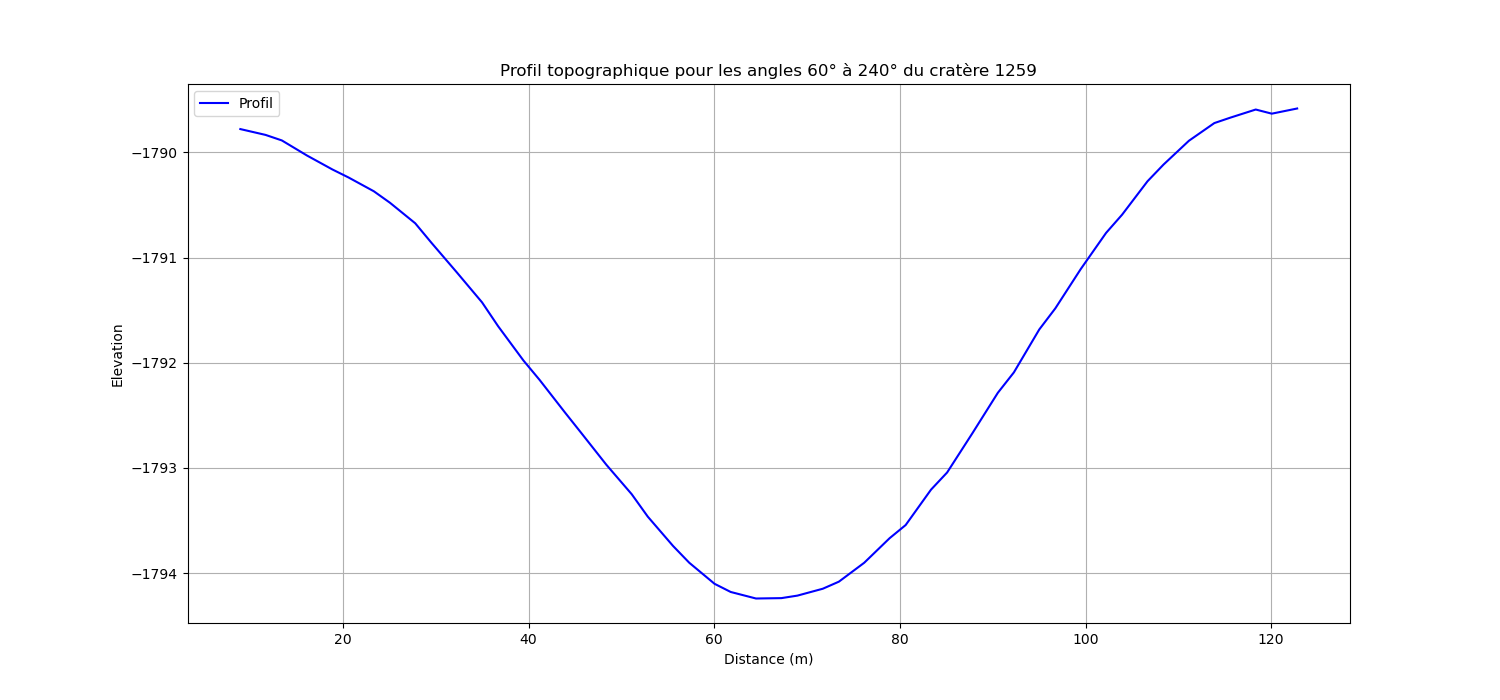 Profil topographique pour les angles 60° à 240° du cratère 1259
Profil
−1790
−1791
−1792
−1793
−1794
Elevation
20 40 60 80 100 120
Distance (m)